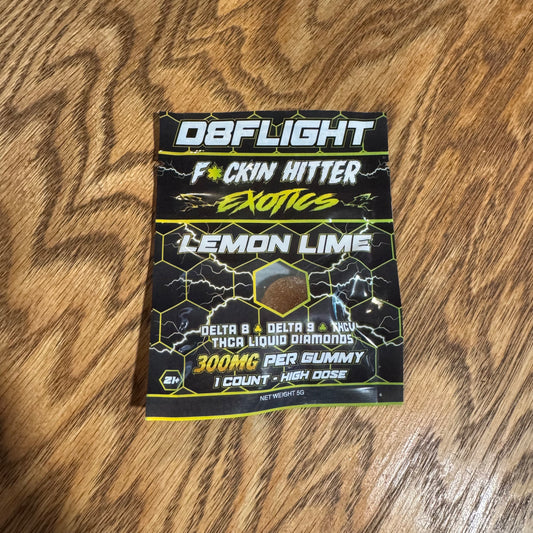 D8FLIGHT
F*CKIN HITTER
EXOTICS
LEMON LIME
DELTA 8 DELTA 9 THCV
THCA LIQUID DIAMONDS
300MG PER GUMMY
1 COUNT - HIGH DOSE
21+
NET WEIGHT 5G